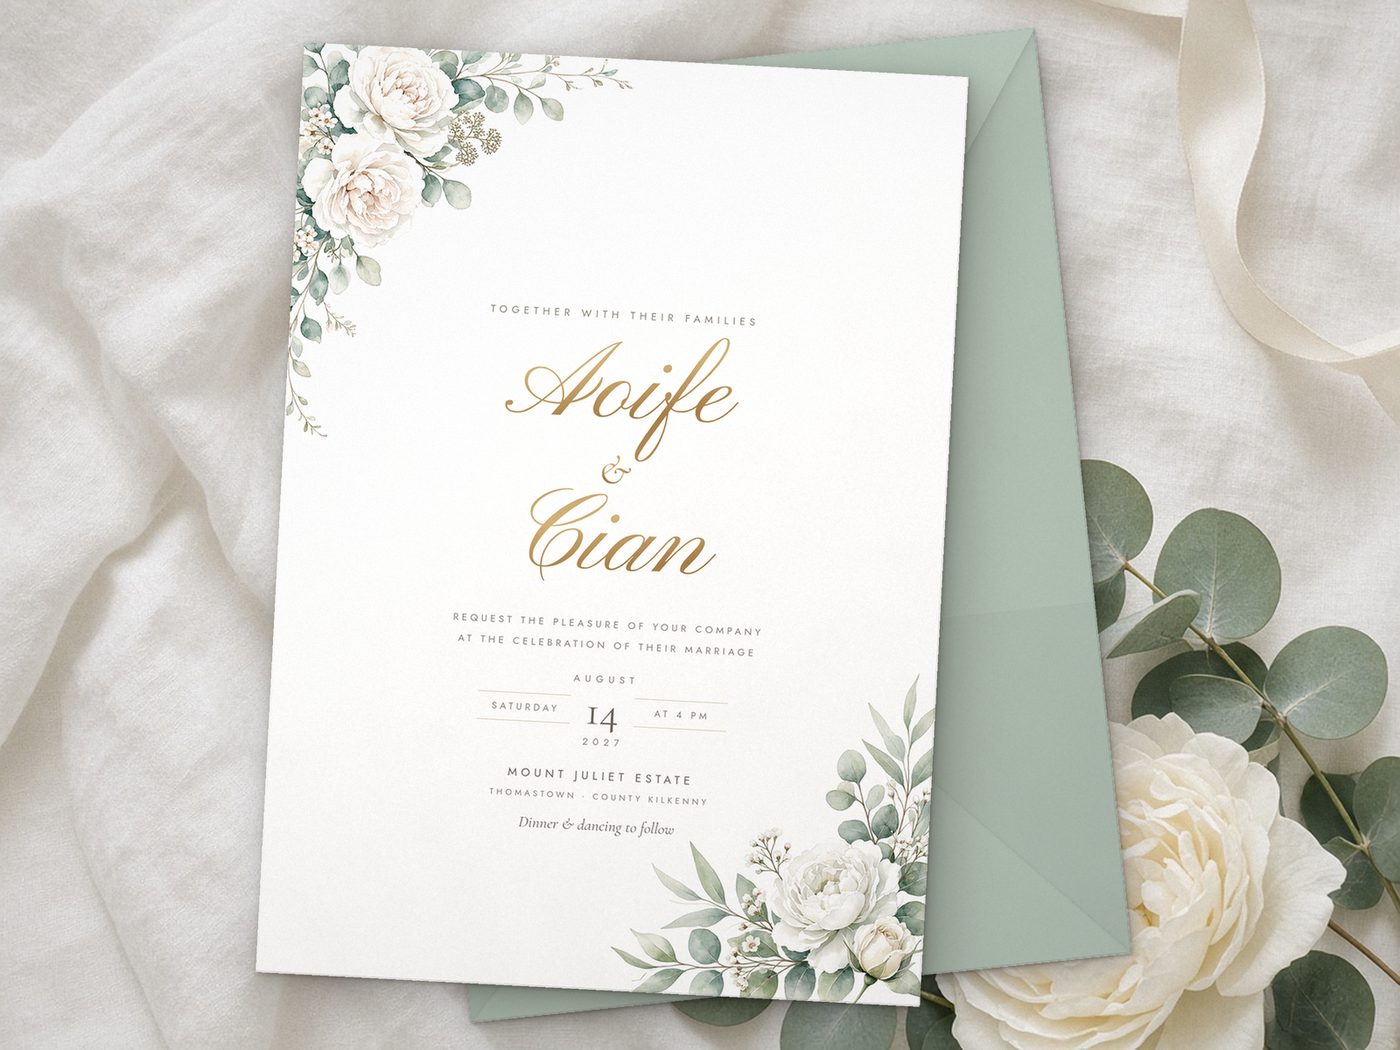 TOGETHER WITH THEIR FAMILIES
Aoife
&
Cian
REQUEST THE PLEASURE OF YOUR COMPANY
AT THE CELEBRATION OF THEIR MARRIAGE
AUGUST
SATURDAY 14 AT 4 PM
2027
MOUNT JULIET ESTATE
THOMASTOWN · COUNTY KILKENNY
Dinner & dancing to follow